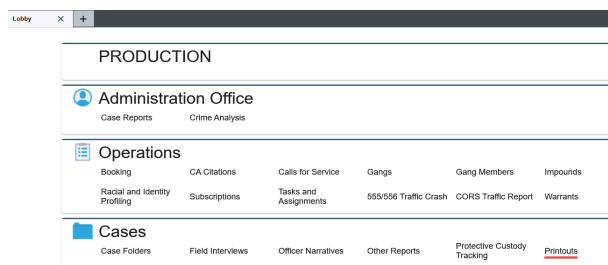 Lobby
PRODUCTION
Administration Office
Case Reports Crime Analysis
Operations
Booking CA Citations Calls for Service Gangs Gang Members Impounds
Racial and Identity Profiling Subscriptions Tasks and Assignments 555/556 Traffic Crash CORS Traffic Report Warrants
Cases
Case Folders Field Interviews Officer Narratives Other Reports Protective Custody Tracking Printouts